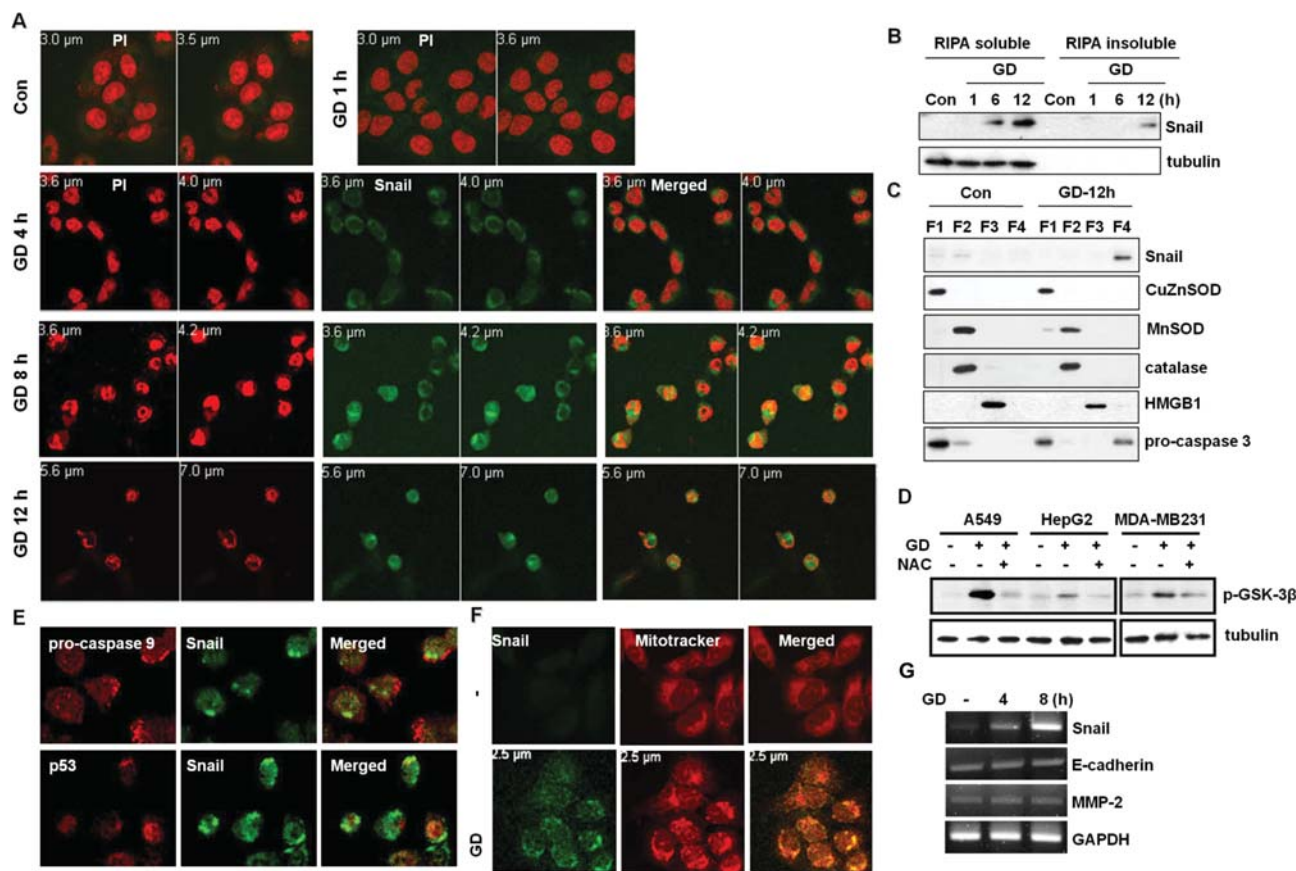 A
3.0 µm PI 3.5 µm
Con
3.0 µm PI 3.6 µm
GD 1 h
3.6 µm PI 4.0 µm 3.6 µm Snail 4.0 µm 3.6 µm Merged 4.0 µm
GD 4 h
3.6 µm 4.2 µm 3.6 µm 4.2 µm 3.6 µm 4.2 µm
GD 8 h
5.6 µm 7.0 µm 5.6 µm 7.0 µm 5.6 µm 7.0 µm
GD 12 h
B
RIPA soluble RIPA insoluble
GD GD
Con 1 6 12 Con 1 6 12 (h)
Snail
tubulin
C
Con GD-12h
F1 F2 F3 F4 F1 F2 F3 F4
Snail
CuZnSOD
MnSOD
catalase
HMGB1
pro-caspase 3
D
A549 HepG2 MDA-MB231
GD - + + - + + - + +
NAC - - + - - + - - +
p-GSK-3β
tubulin
E
pro-caspase 9 Snail Merged
p53 Snail Merged
F
Snail Mitotracker Merged
-
2.5 µm 2.5 µm 2.5 µm
GD
G
GD - 4 8 (h)
Snail
E-cadherin
MMP-2
GAPDH